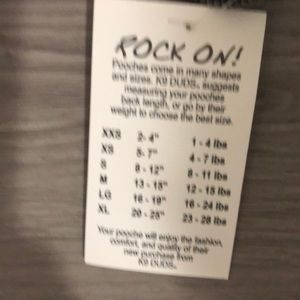 ROCK ON!
Pooches come in many shapes
and sizes. K9 DUDS, suggests
measuring your pooches
back length, or go by their
weight to choose the best size.
XXS 2-4" 1 - 4 lbs
XS 5-7" 4 - 7 lbs
S 8 - 12" 8 - 11 lbs
M 13 - 15" 12 - 15 lbs
LG 16 - 19" 16 - 24 lbs
XL 20 - 25" 23 - 28 lbs
Your pooche will enjoy the fashion,
comfort, and quality of their
new purchase from
K9 DUDS.